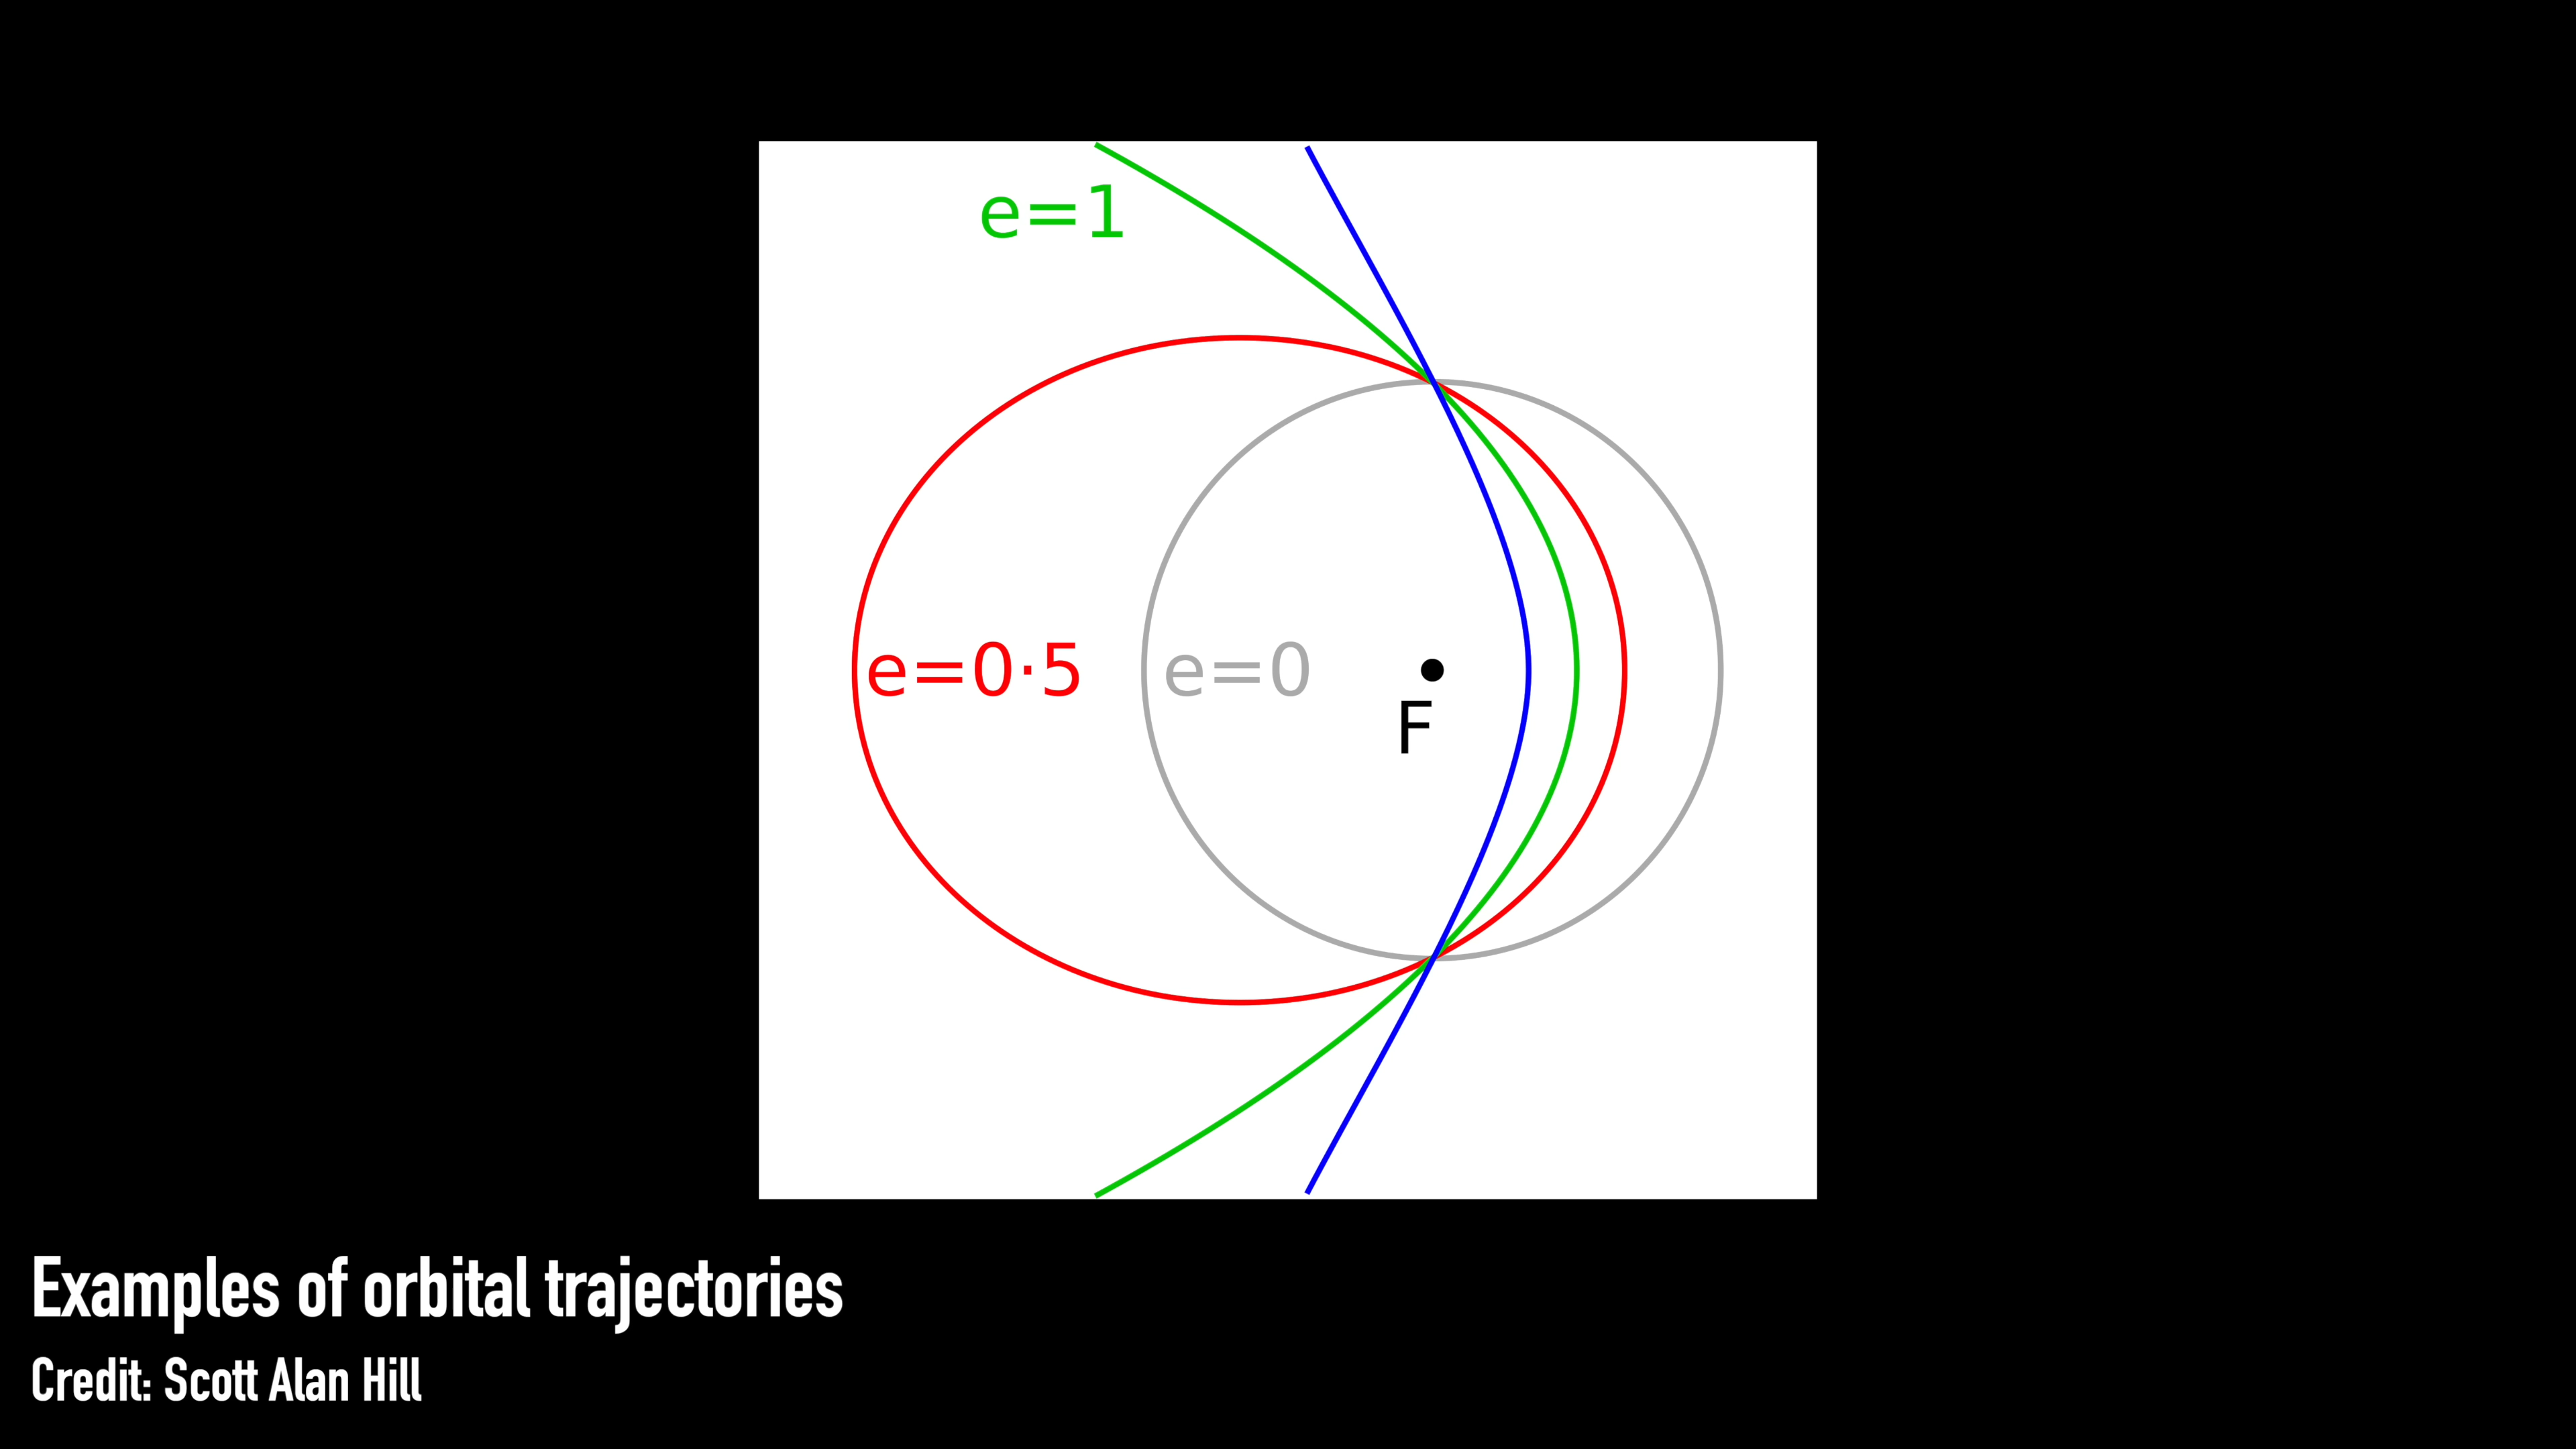 e=1
e=0·5
e=0
F
Examples of orbital trajectories
Credit: Scott Alan Hill